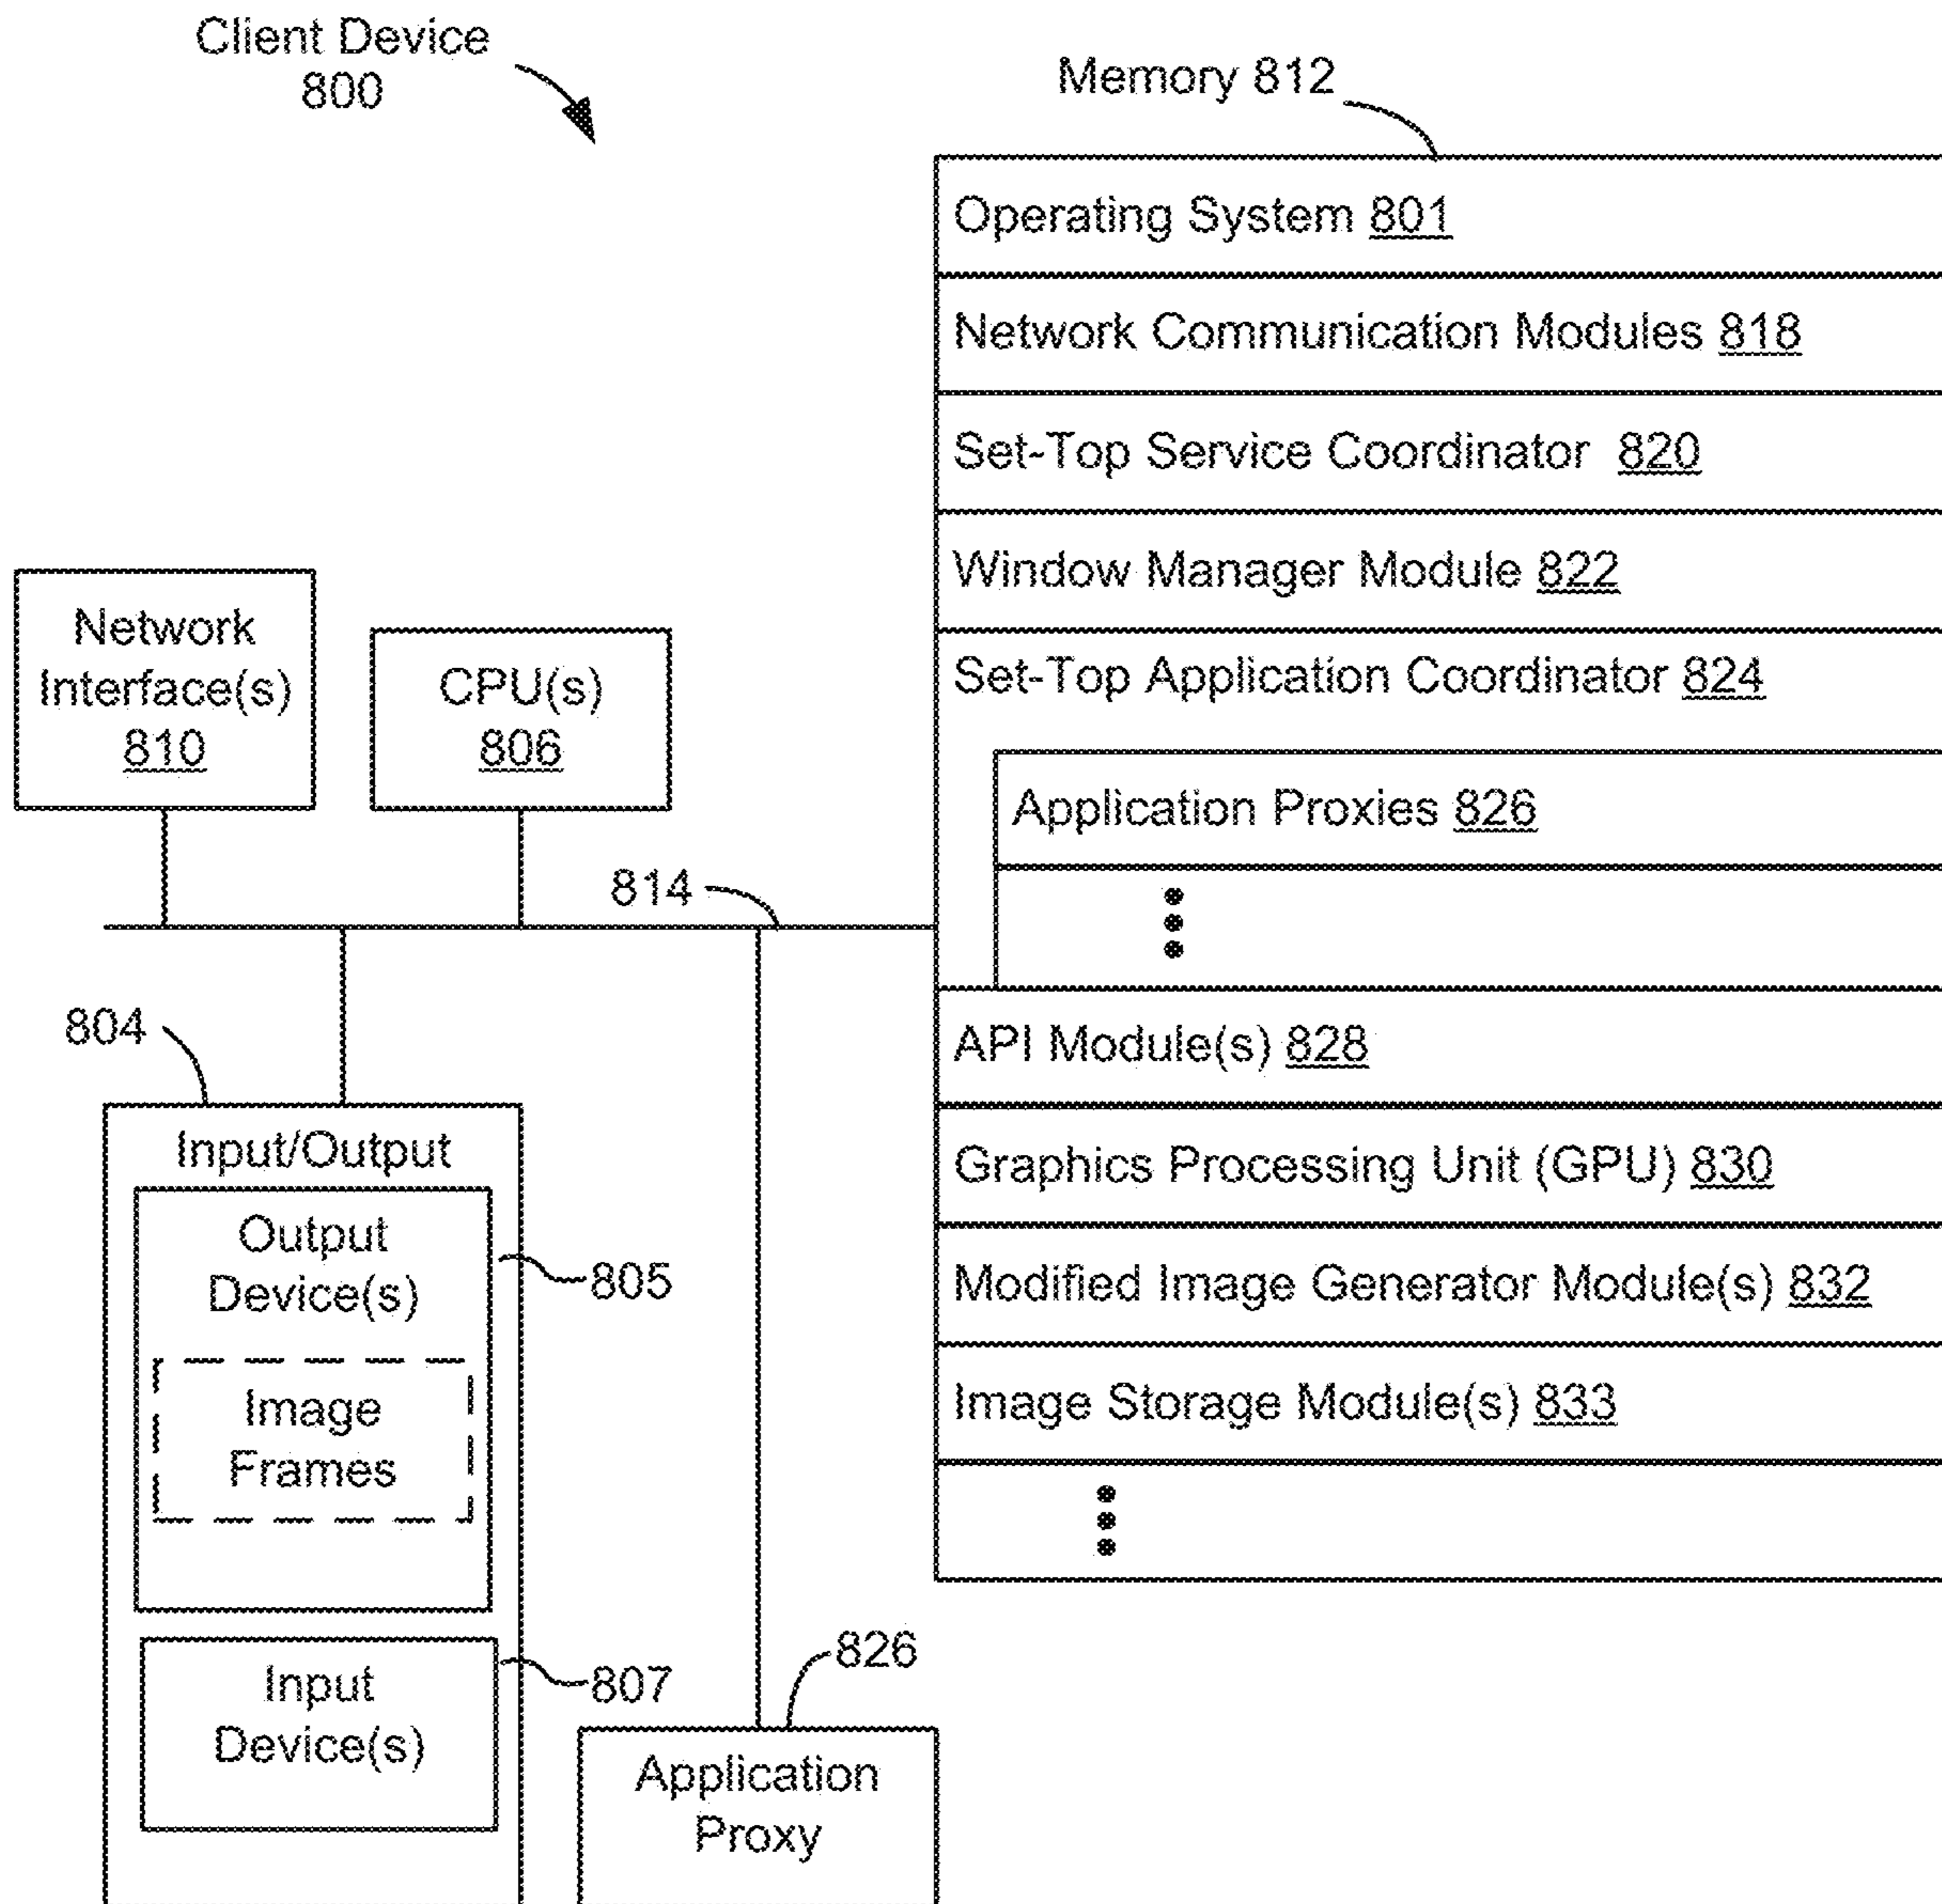 Client Device
800
Memory 812
Operating System 801
Network Communication Modules 818
Set-Top Service Coordinator 820
Window Manager Module 822
Set-Top Application Coordinator 824
Application Proxies 826
API Module(s) 828
Graphics Processing Unit (GPU) 830
Modified Image Generator Module(s) 832
Image Storage Module(s) 833
Network
Interface(s)
810
CPU(s)
806
814
804
Input/Output
Output
Device(s)
805
Image
Frames
Input
Device(s)
807
826
Application
Proxy